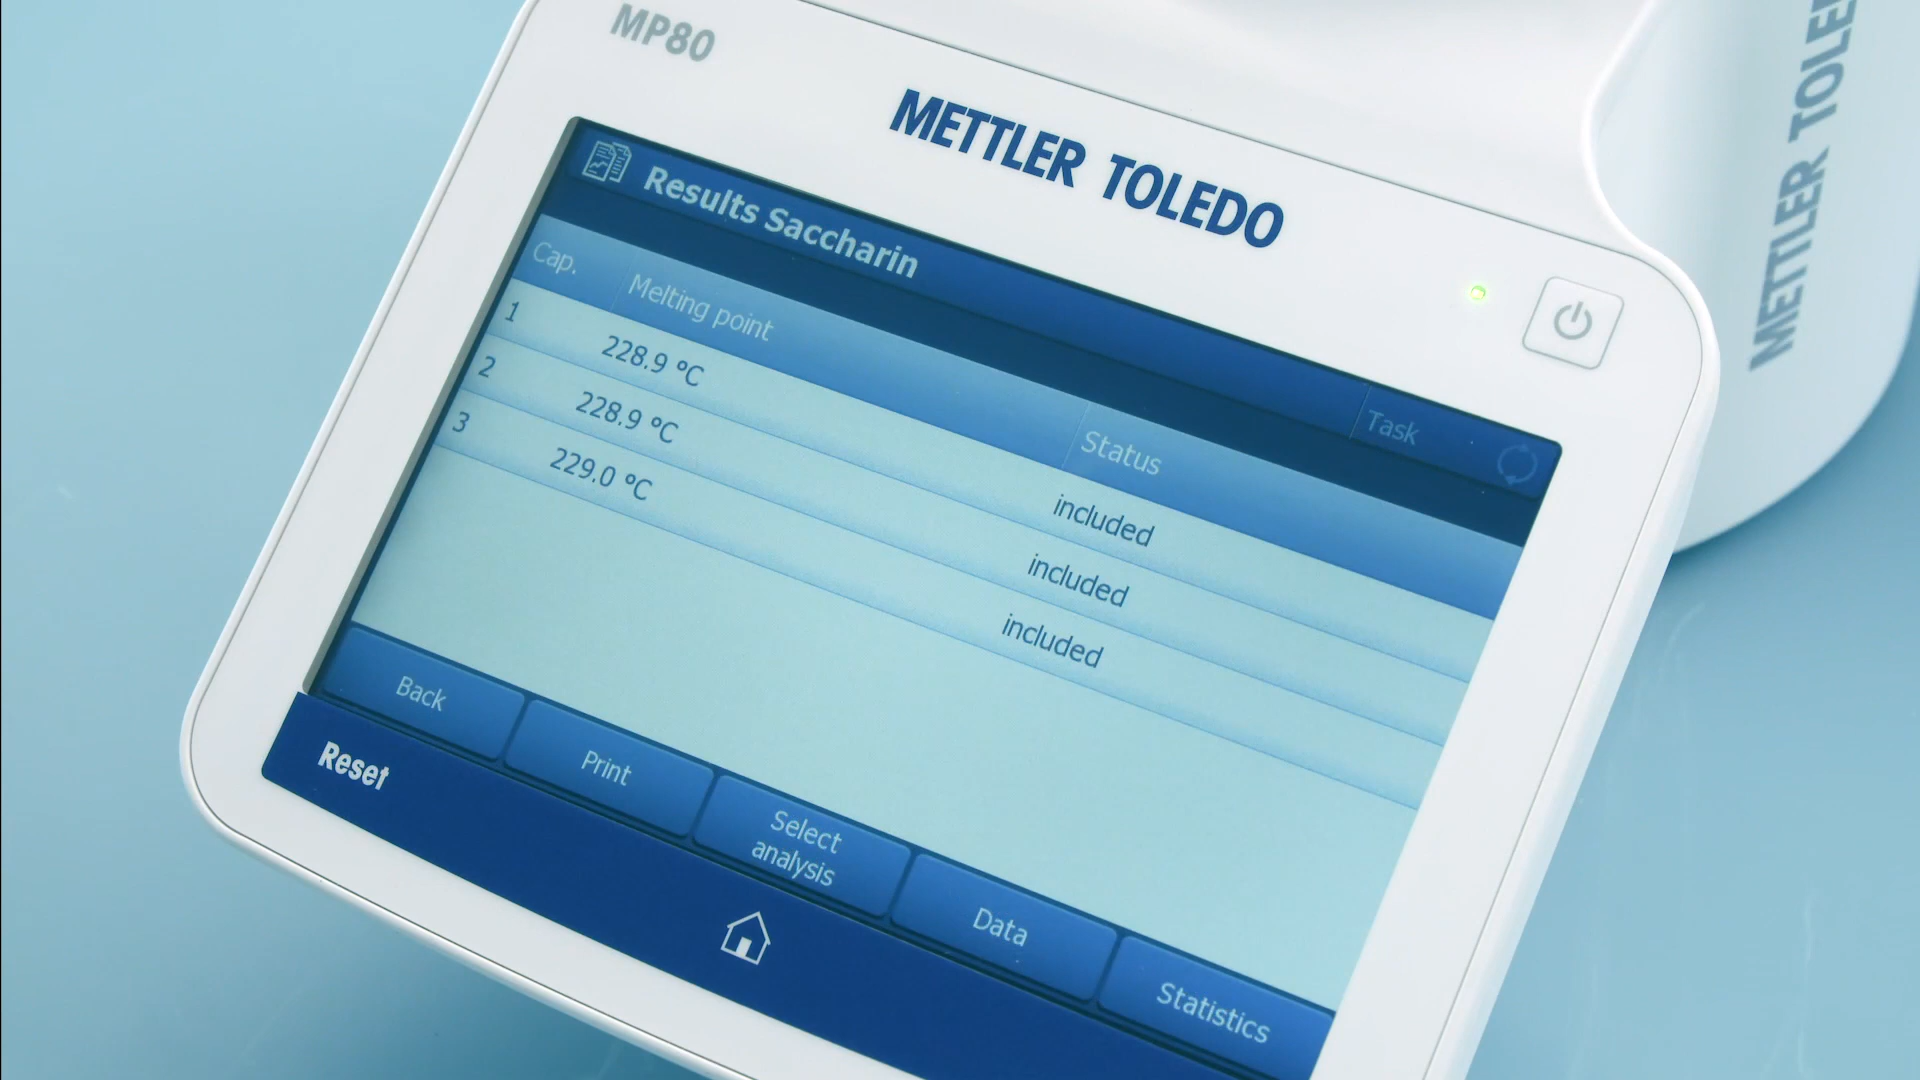 MP80
METTLER TOLEDO
METTLER TOLE
Results Saccharin
Task
Cap. Melting point Status
1 228.9 °C included
2 228.9 °C included
3 229.0 °C included
Back
Print
Select
analysis
Data
Statistics
Reset